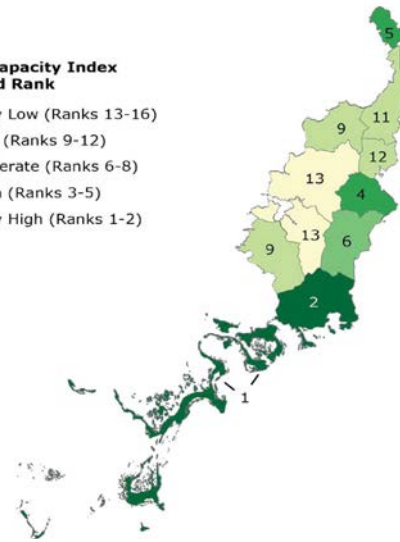 apacity Index
d Rank
y Low (Ranks 13-16)
(Ranks 9-12)
erate (Ranks 6-8)
(Ranks 3-5)
y High (Ranks 1-2)
5
11
9
12
13
4
13
6
9
2
1